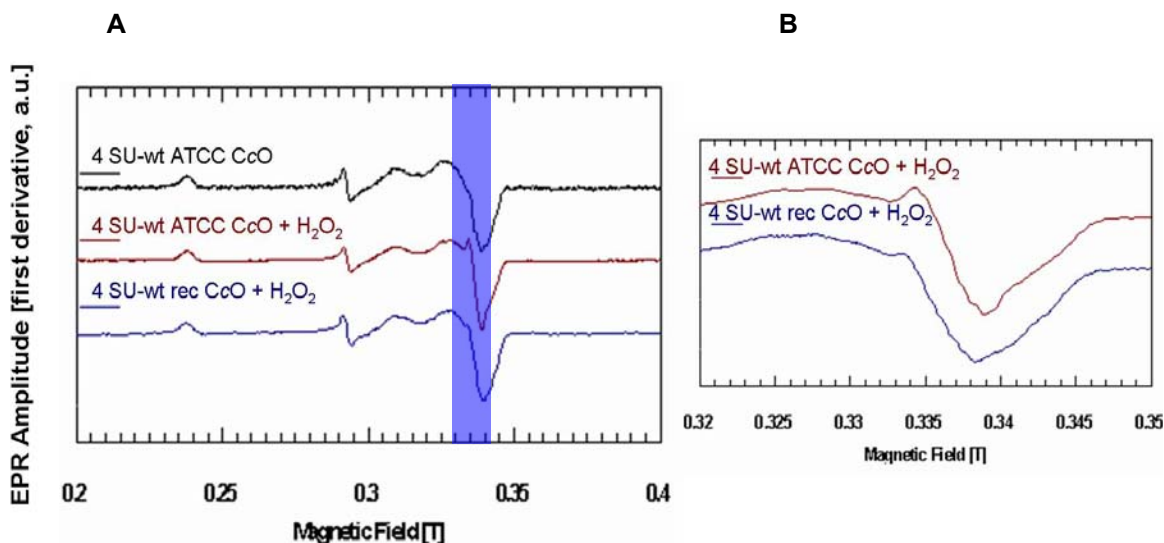 A
B
EPR Amplitude [first derivative, a.u.]
4 SU-wt ATCC CcO
4 SU-wt ATCC CcO + H₂O₂
4 SU-wt rec CcO + H₂O₂
0.2 0.25 0.3 0.35 0.4
Magnetic Field [T]
4 SU-wt ATCC CcO + H₂O₂
4 SU-wt rec CcO + H₂O₂
0.32 0.325 0.33 0.335 0.34 0.345 0.35
Magnetic Field [T]